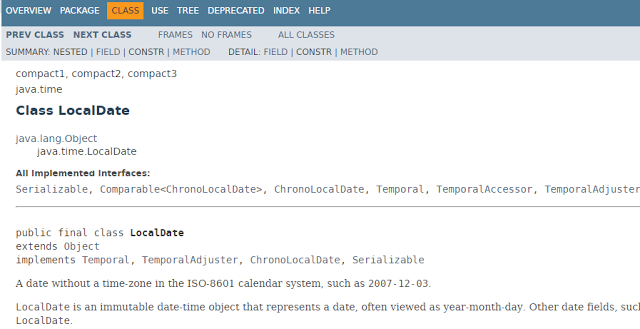 OVERVIEW PACKAGE CLASS USE TREE DEPRECATED INDEX HELP
PREV CLASS NEXT CLASS FRAMES NO FRAMES ALL CLASSES
SUMMARY: NESTED | FIELD | CONSTR | METHOD DETAIL: FIELD | CONSTR | METHOD
compact1, compact2, compact3
java.time
Class LocalDate
java.lang.Object
java.time.LocalDate
All Implemented Interfaces:
Serializable, Comparable<ChronoLocalDate>, ChronoLocalDate, Temporal, TemporalAccessor, TemporalAdjuster
public final class LocalDate
extends Object
implements Temporal, TemporalAdjuster, ChronoLocalDate, Serializable
A date without a time-zone in the ISO-8601 calendar system, such as 2007-12-03.
LocalDate is an immutable date-time object that represents a date, often viewed as year-month-day. Other date fields, suc
LocalDate.